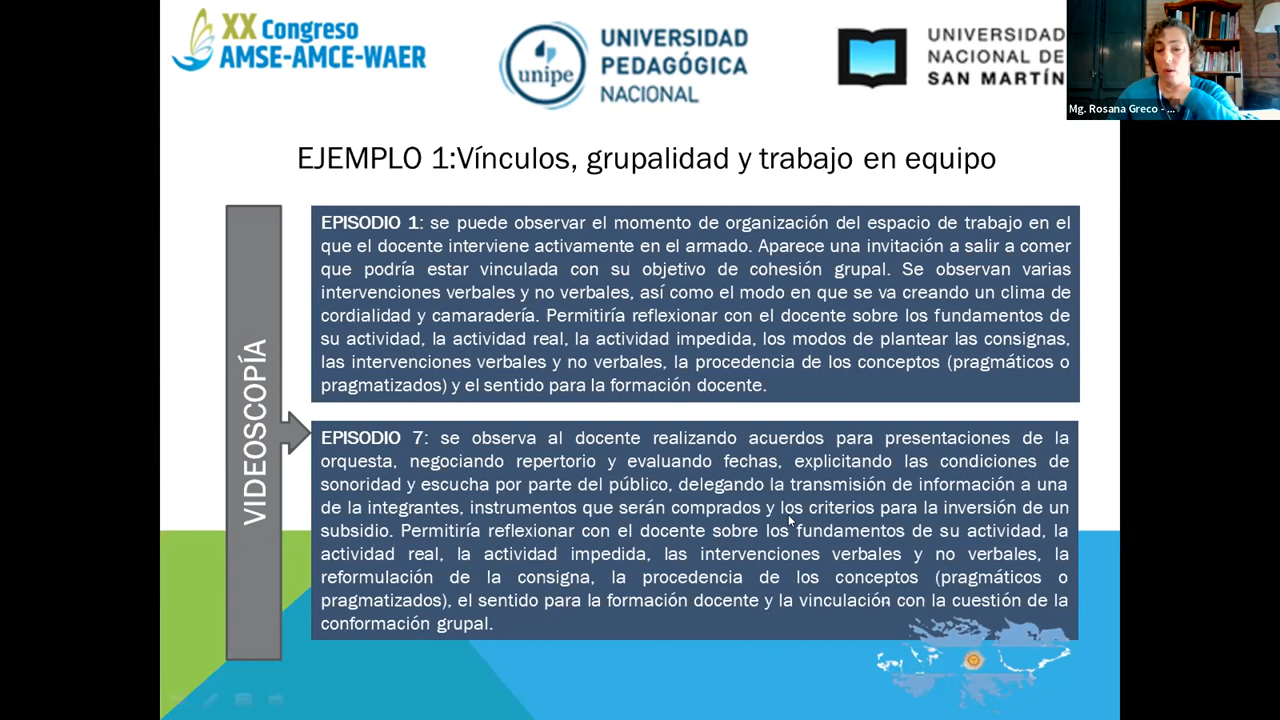 XX Congreso
AMSE-AMCE-WAER
unipe
UNIVERSIDAD
PEDAGÓGICA
NACIONAL
UNIVERSIDAD
NACIONAL DE
SAN MARTÍN
Mg. Rosana Greco - ...
EJEMPLO 1:Vínculos, grupalidad y trabajo en equipo
VIDEOSCOPÍA
EPISODIO 1: se puede observar el momento de organización del espacio de trabajo en el
que el docente interviene activamente en el armado. Aparece una invitación a salir a comer
que podría estar vinculada con su objetivo de cohesión grupal. Se observan varias
intervenciones verbales y no verbales, así como el modo en que se va creando un clima de
cordialidad y camaradería. Permitiría reflexionar con el docente sobre los fundamentos de
su actividad, la actividad real, la actividad impedida, los modos de plantear las consignas,
las intervenciones verbales y no verbales, la procedencia de los conceptos (pragmáticos o
pragmatizados) y el sentido para la formación docente.
EPISODIO 7: se observa al docente realizando acuerdos para presentaciones de la
orquesta, negociando repertorio y evaluando fechas, explicitando las condiciones de
sonoridad y escucha por parte del público, delegando la transmisión de información a una
de la integrantes, instrumentos que serán comprados y los criterios para la inversión de un
subsidio. Permitiría reflexionar con el docente sobre los fundamentos de su actividad, la
actividad real, la actividad impedida, las intervenciones verbales y no verbales, la
reformulación de la consigna, la procedencia de los conceptos (pragmáticos o
pragmatizados), el sentido para la formación docente y la vinculación con la cuestión de la
conformación grupal.